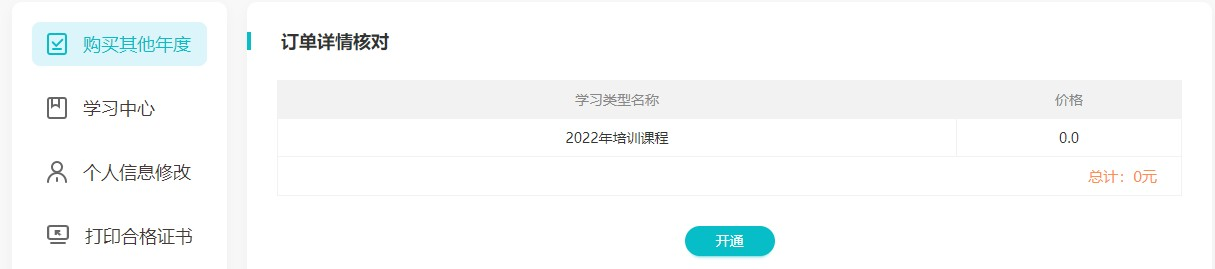 购买其他年度
学习中心
个人信息修改
打印合格证书
订单详情核对
学习类型名称 价格
2022年培训课程 0.0
总计：0元
开通